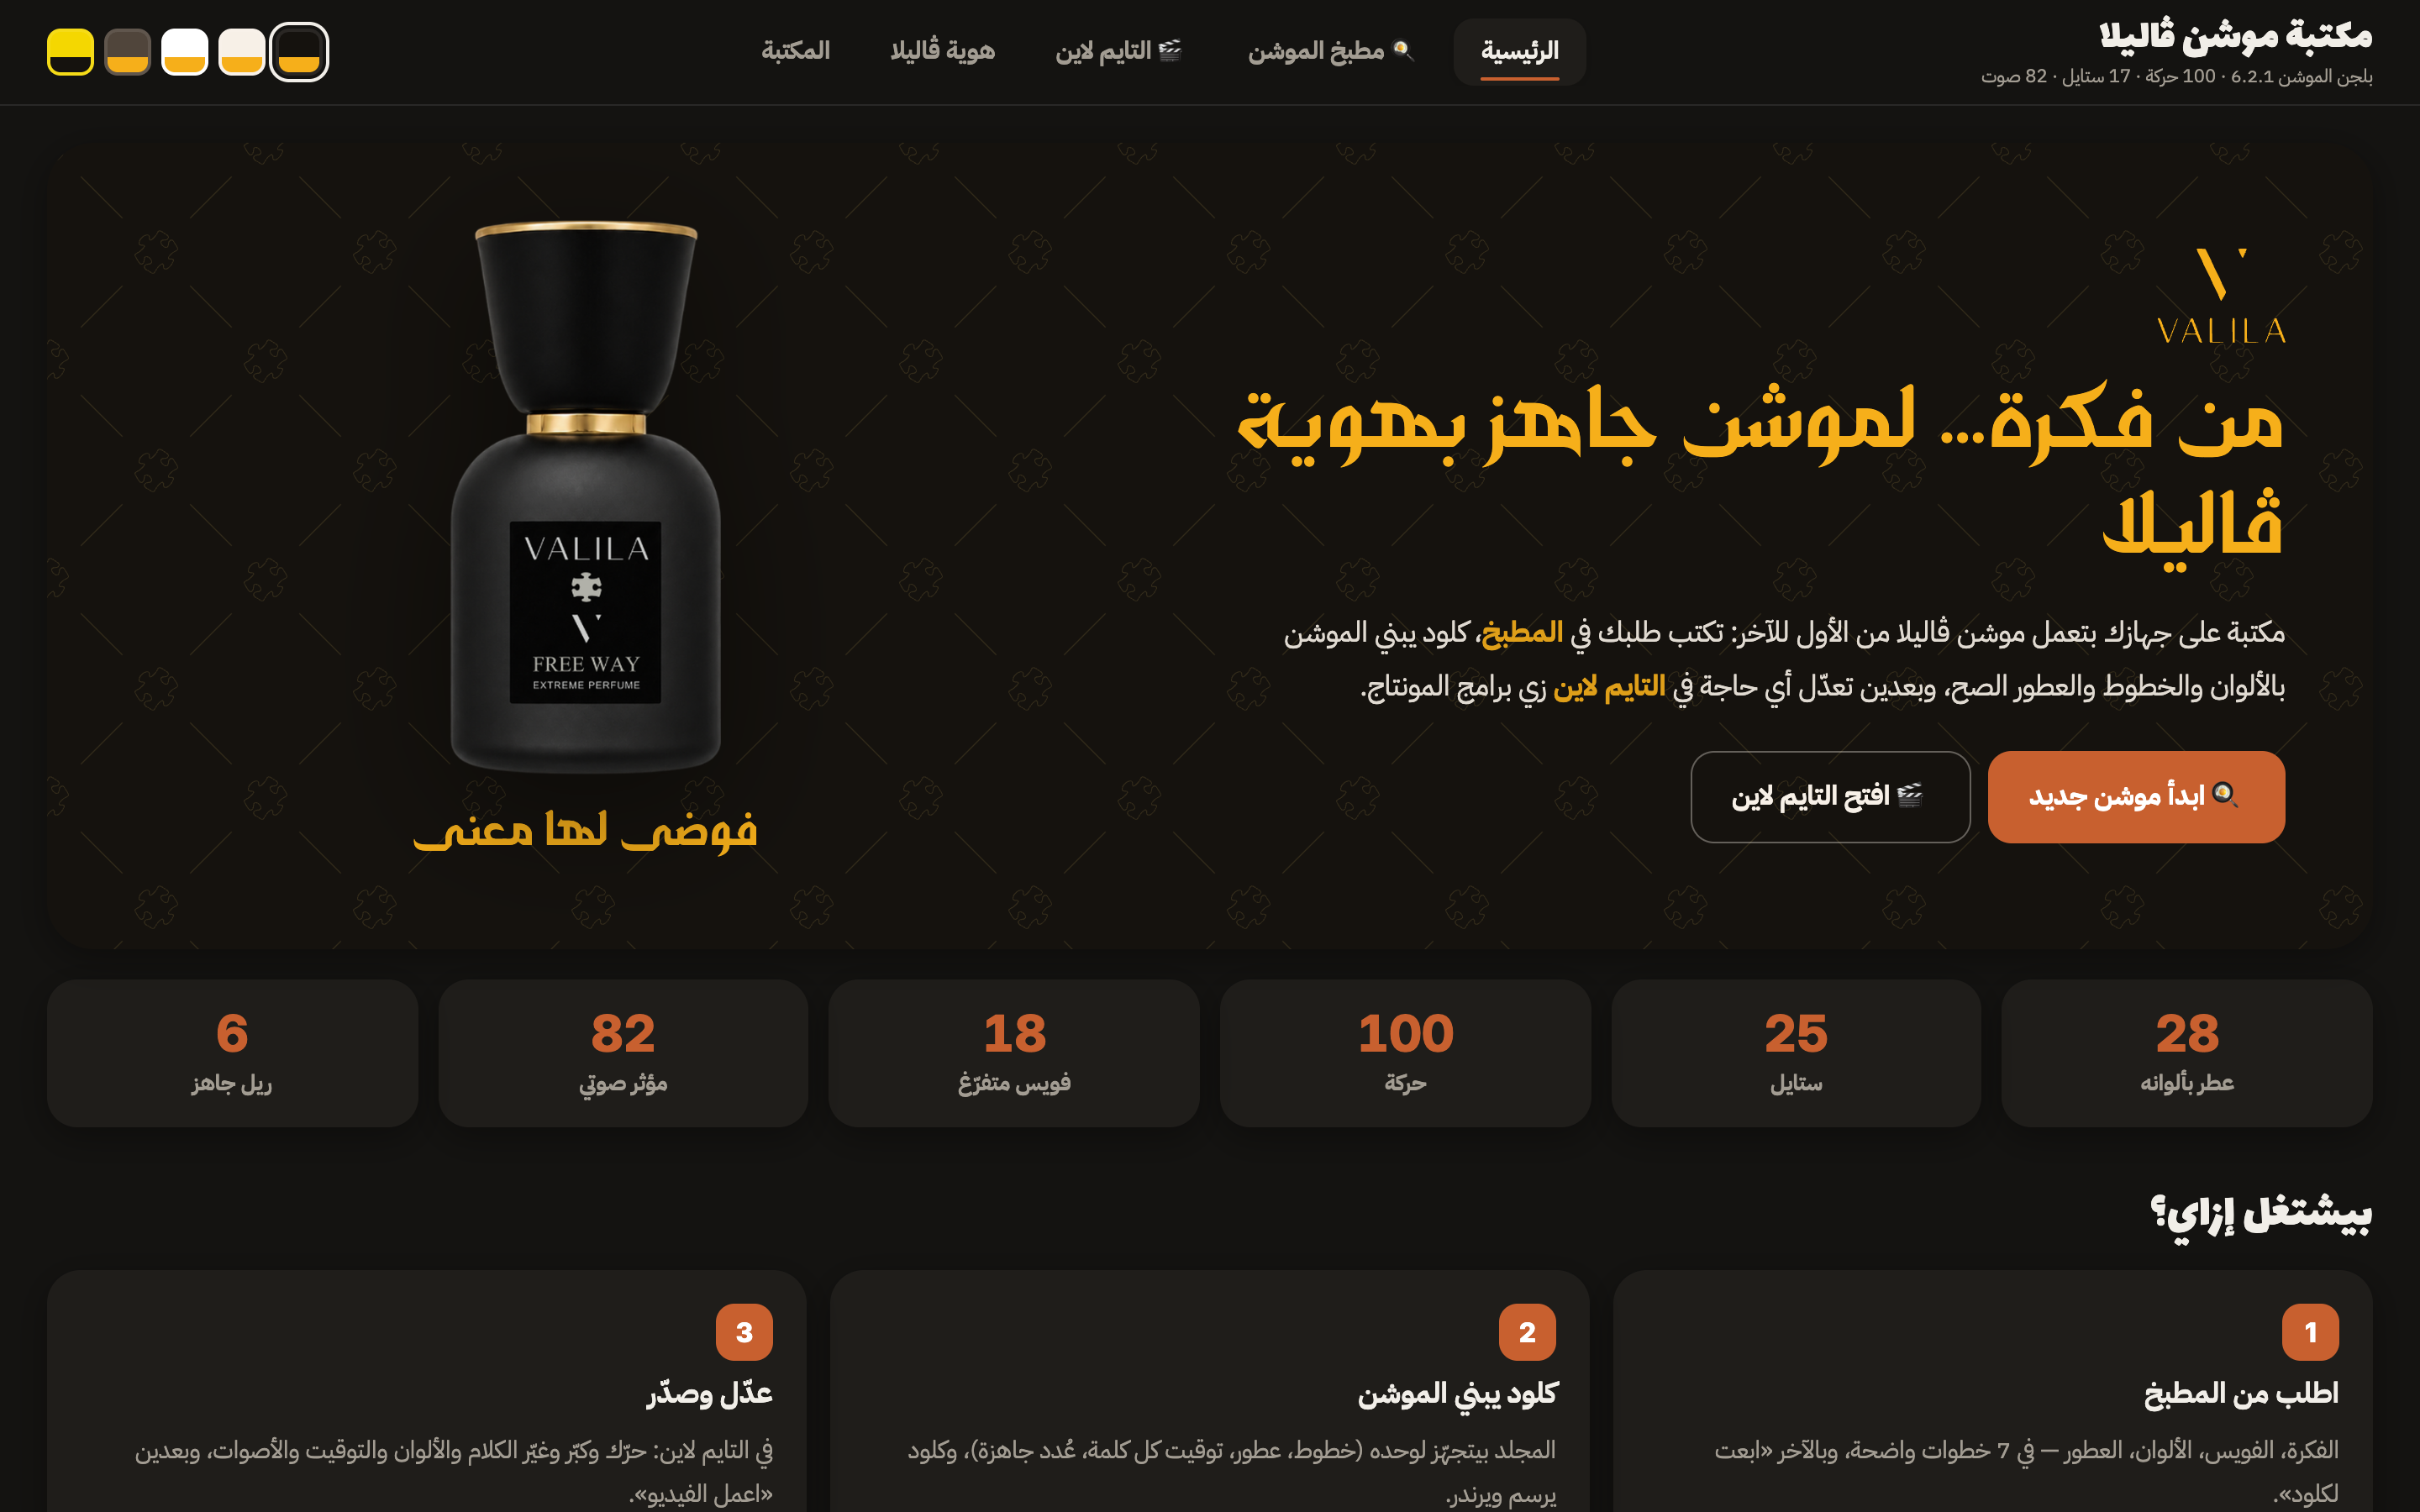 مكتبة موشن ڤاليلا
بلجن الموشن 6.2.1 · 100 حركة · 17 ستايل · 82 صوت
الرئيسية
مطبخ الموشن
التايم لاين
هوية ڤاليلا
المكتبة
VALILA
من فكرة... لموشن جاهز بهوية
ڤاليلا
مكتبة على جهازك بتعمل موشن ڤاليلا من الأول للآخر: تكتب طلبك في المطبخ، كلود يبني الموشن
بالألوان والخطوط والعطور الصح، وبعدين تعدّل أي حاجة في التايم لاين زي برامج المونتاج.
ابدأ موشن جديد
افتح التايم لاين
VALILA
FREE WAY
EXTREME PERFUME
فوضى لها معنى
28
عطر بألوانه
25
ستايل
100
حركة
18
فويس متفرّغ
82
مؤثر صوتي
6
ريل جاهز
بيشتغل إزاي؟
1
اطلب من المطبخ
الفكرة، الفويس، الألوان، العطور — في 7 خطوات واضحة، وبالآخر «ابعت
لكلود».
2
كلود يبني الموشن
المجلد بيتجهّز لوحده (خطوط، عطور، توقيت كل كلمة، عُدد جاهزة)، وكلود
يرسم ويرندر.
3
عدّل وصدّر
في التايم لاين: حرّك وكبّر وغيّر الكلام والألوان والتوقيت والأصوات، وبعدين
«اعمل الفيديو».